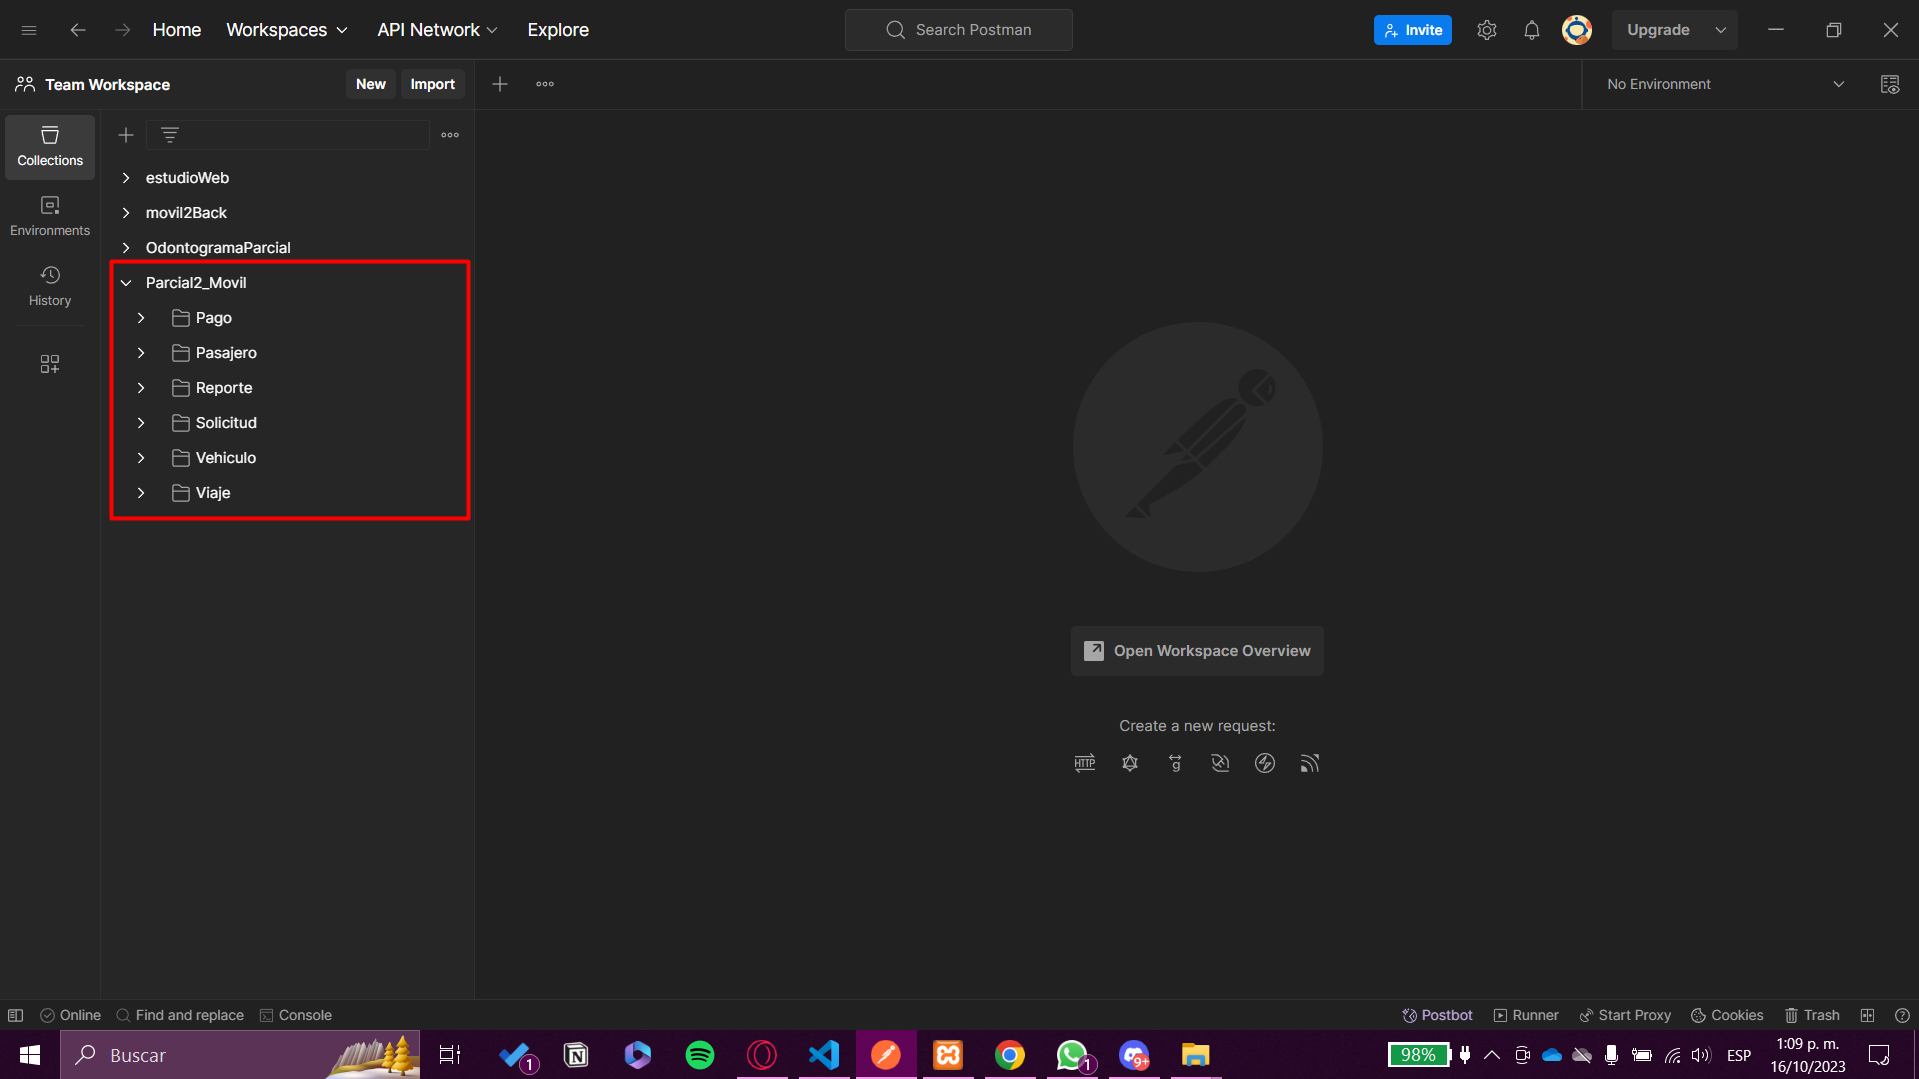 Home Workspaces API Network Explore Search Postman Invite Upgrade
Team Workspace New Import No Environment
Collections
Environments
History
estudioWeb
movil2Back
OdontogramaParcial
Parcial2_Movil
Pago
Pasajero
Reporte
Solicitud
Vehiculo
Viaje
Open Workspace Overview
Create a new request:
HTTP
g
Online Find and replace Console Postbot Runner Start Proxy Cookies Trash
Buscar 1 1 9+ 98% ESP 1:09 p. m.
16/10/2023